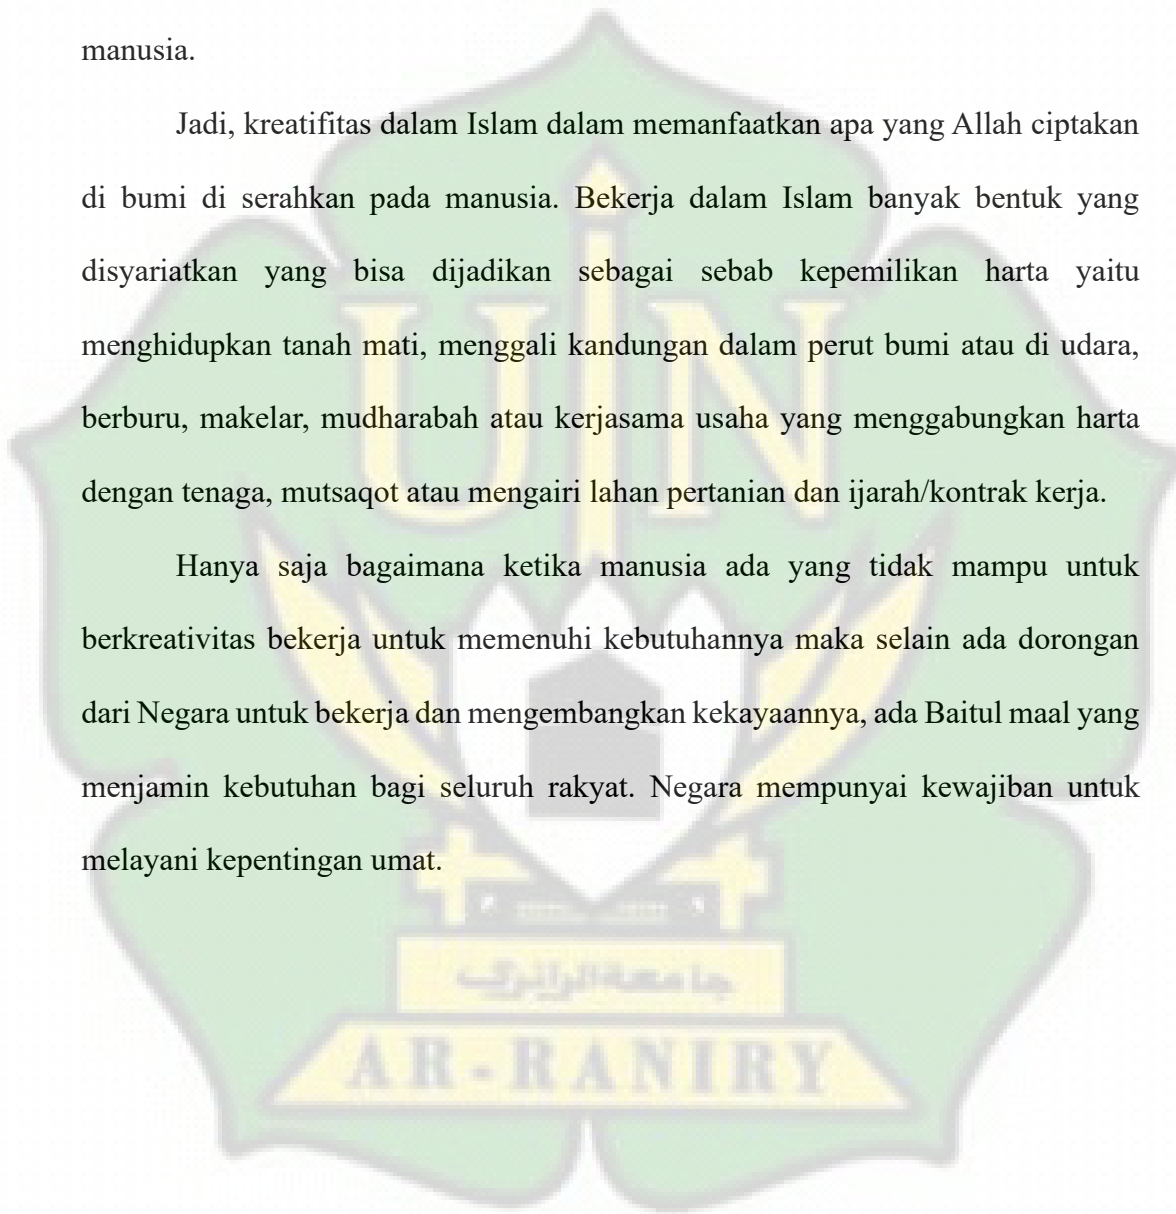 manusia.
Jadi, kreatifitas dalam Islam dalam memanfaatkan apa yang Allah ciptakan
di bumi di serahkan pada manusia. Bekerja dalam Islam banyak bentuk yang
disyariatkan yang bisa dijadikan sebagai sebab kepemilikan harta yaitu
menghidupkan tanah mati, menggali kandungan dalam perut bumi atau di udara,
berburu, makelar, mudharabah atau kerjasama usaha yang menggabungkan harta
dengan tenaga, mutsaqot atau mengairi lahan pertanian dan ijarah/kontrak kerja.
Hanya saja bagaimana ketika manusia ada yang tidak mampu untuk
berkreativitas bekerja untuk memenuhi kebutuhannya maka selain ada dorongan
dari Negara untuk bekerja dan mengembangkan kekayaannya, ada Baitul maal yang
menjamin kebutuhan bagi seluruh rakyat. Negara mempunyai kewajiban untuk
melayani kepentingan umat.
UIN
جامعة الرانري
AR-RANIRY